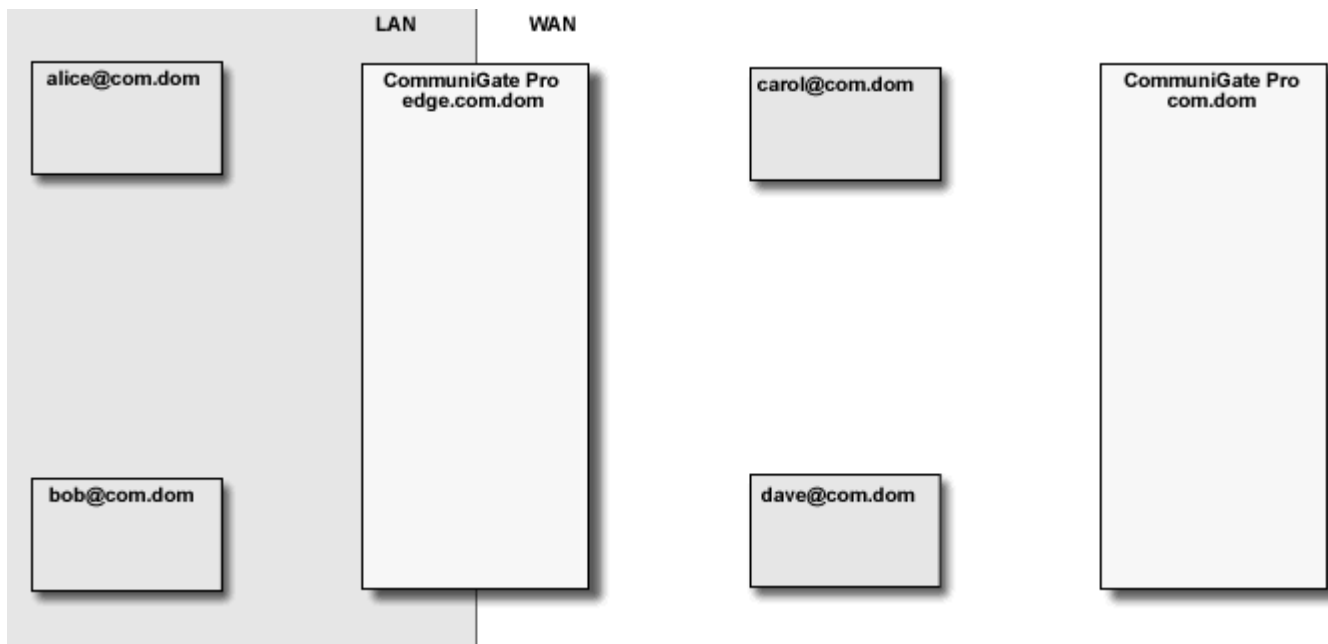 LAN
WAN
alice@com.dom
CommuniGate Pro
edge.com.dom
carol@com.dom
CommuniGate Pro
com.dom
bob@com.dom
dave@com.dom